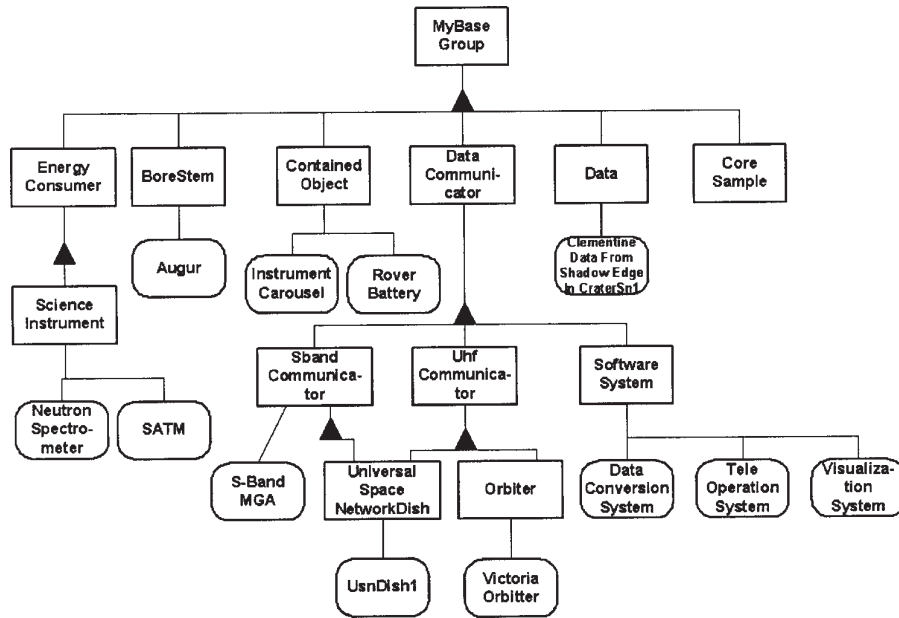 MyBase
Group
Energy
Consumer
BoreStem
Contained
Object
Data
Communi-
cator
Data
Core
Sample
Augur
Instrument
Carousel
Rover
Battery
Clementine
Data From
Shadow Edge
In CraterSn1
Science
Instrument
Sband
Communica-
tor
Uhf
Communica-
tor
Software
System
Neutron
Spectro-
meter
SATM
S-Band
MGA
Universal
Space
NetworkDish
Orbiter
Data
Conversion
System
Tele
Operation
System
Visualiza-
tion
System
UsnDish1
Victoria
Orbitter